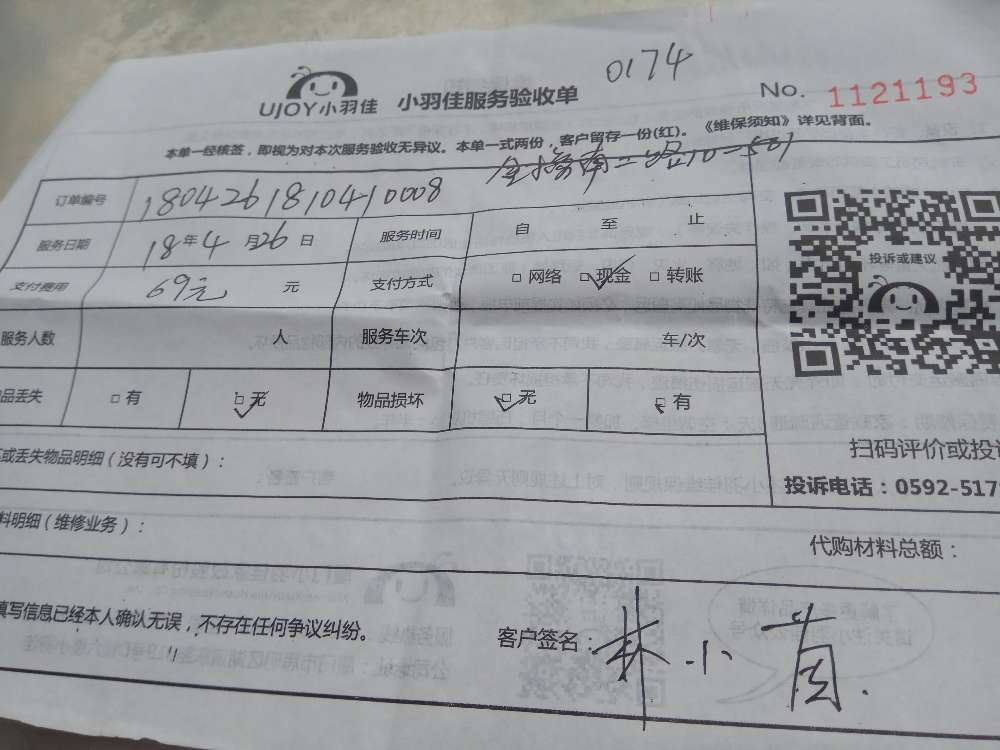 0174
UJOY小羽佳 小羽佳服务验收单 No. 1121193
本单一经核签，即视为对本次服务验收无异议。本单一式两份，客户留存一份(红)。《维保须知》详见背面。
订单编号 1804261810410008
服务日期 18年4月26日 服务时间 自 至 止
支付费用 69元 元 支付方式 □网络 □现金 □转账
投诉或建议
服务人数 人 服务车次 车/次
品丢失 □有 □无 物品损坏 □无 □有
扫码评价或投
或丢失物品明细（没有可不填）：
投诉电话：0592-517
料明细（维修业务）：
代购材料总额：
填写信息已经本人确认无误，不存在任何争议纠纷。
客户签名：林小苗